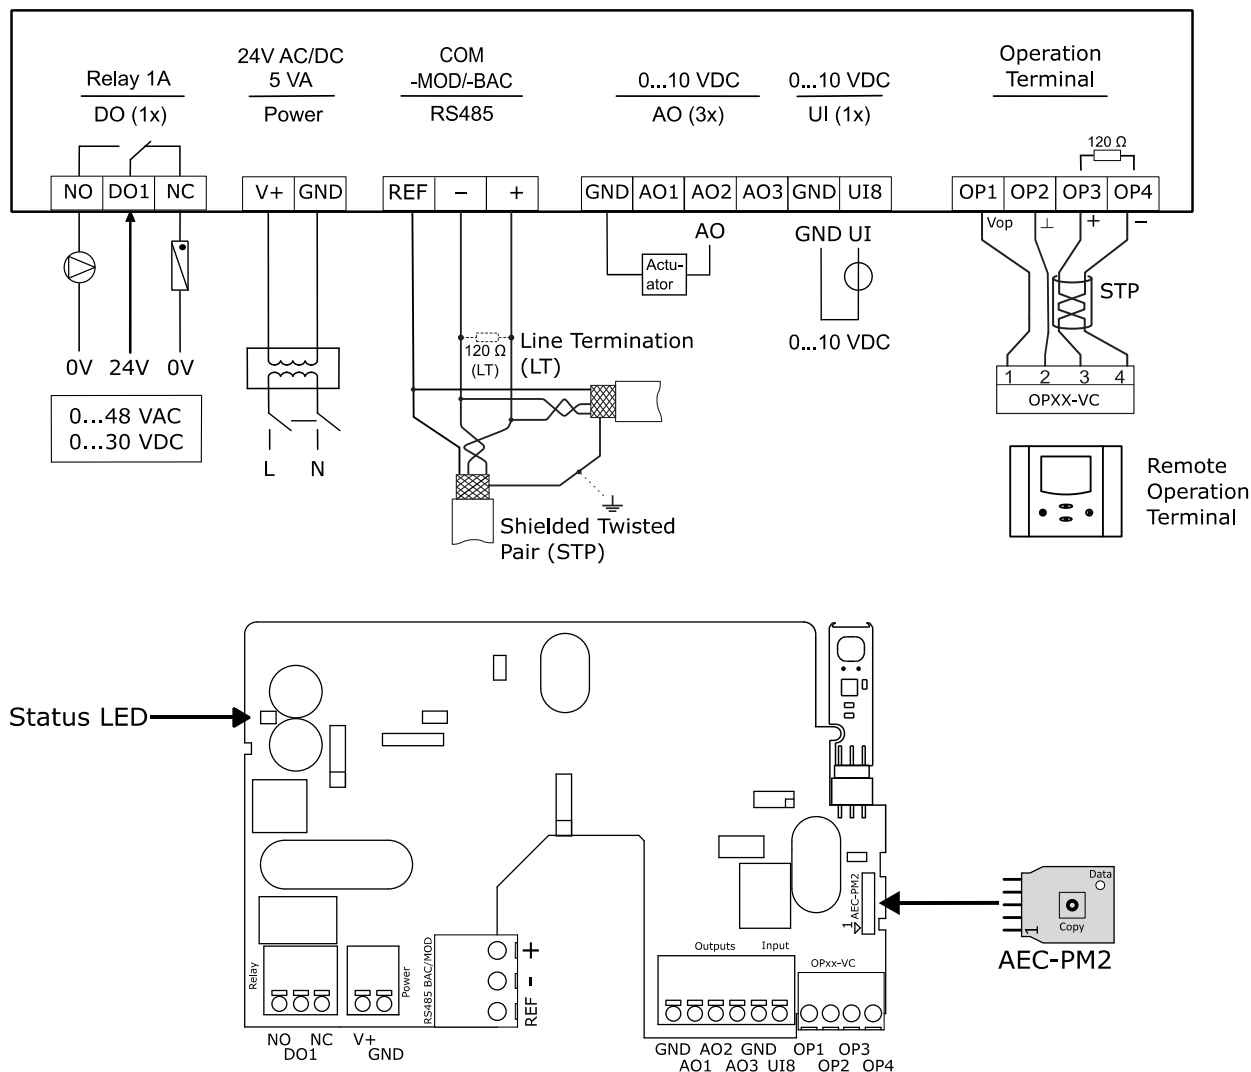 Relay 1A
DO (1x)
24V AC/DC
5 VA
Power
COM
-MOD/-BAC
RS485
0...10 VDC
AO (3x)
0...10 VDC
UI (1x)
Operation
Terminal
120 Ω
NO DO1 NC
V+ GND
REF − +
GND AO1 AO2 AO3 GND UI8
OP1 OP2 OP3 OP4
Vop ⊥ + −
AO
GND UI
Actu-
ator
STP
0...10 VDC
Line Termination
(LT)
120 Ω
(LT)
0V 24V 0V
0...48 VAC
0...30 VDC
L N
1 2 3 4
OPXX-VC
Remote
Operation
Terminal
Shielded Twisted
Pair (STP)
Status LED
AEC-PM2
1
Data
Copy
1
AEC-PM2
Relay
Power
RS485 BAC/MOD
REF - +
Outputs Input
OPxx-VC
NO NC
DO1
V+
GND
GND AO2 GND
AO1 AO3 UI8
OP1 OP3
OP2 OP4